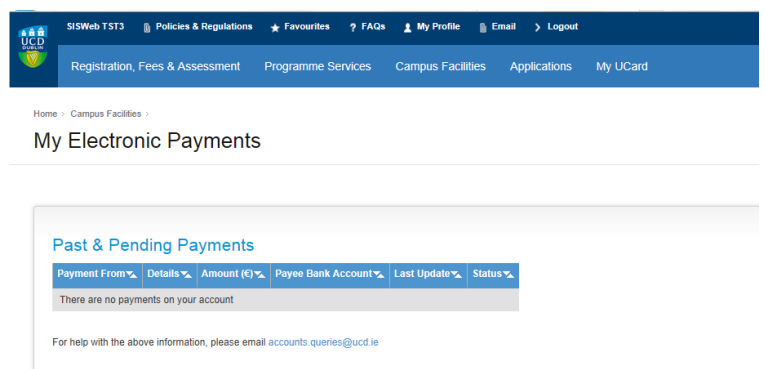 SISWeb TST3 Policies & Regulations Favourites ? FAQs My Profile Email > Logout
UCD
DUBLIN
Registration, Fees & Assessment Programme Services Campus Facilities Applications My UCard
Home > Campus Facilities >
My Electronic Payments
Past & Pending Payments
Payment From Details Amount (€) Payee Bank Account Last Update Status
There are no payments on your account
For help with the above information, please email accounts.queries@ucd.ie